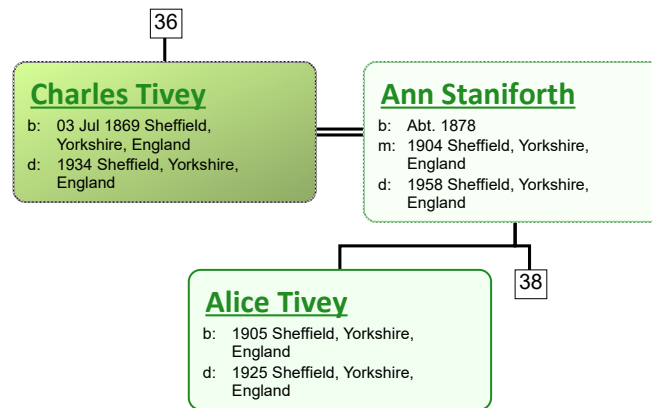 36
Charles Tivey
b: 03 Jul 1869 Sheffield,
Yorkshire, England
d: 1934 Sheffield, Yorkshire,
England
Ann Staniforth
b: Abt. 1878
m: 1904 Sheffield, Yorkshire,
England
d: 1958 Sheffield, Yorkshire,
England
38
Alice Tivey
b: 1905 Sheffield, Yorkshire,
England
d: 1925 Sheffield, Yorkshire,
England